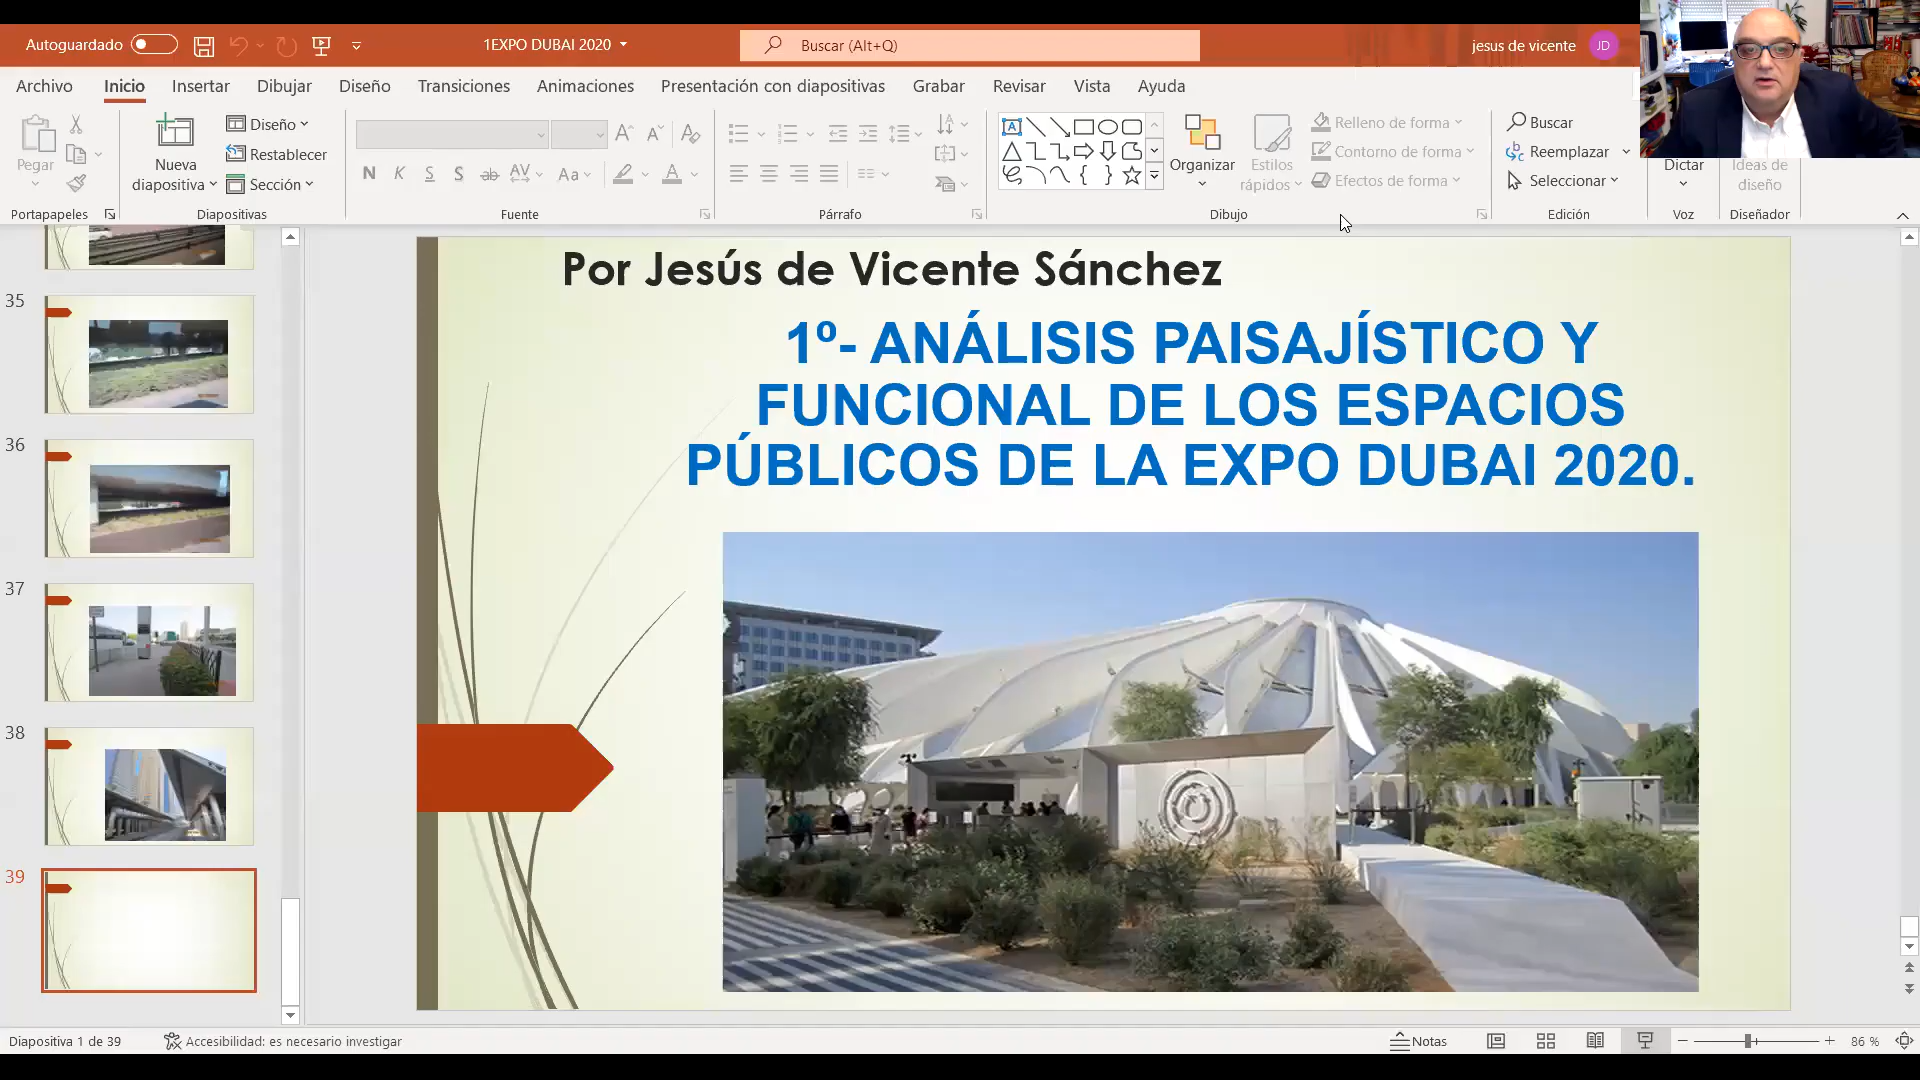 Autoguardado
1EXPO DUBAI 2020
Buscar (Alt+Q)
jesus de vicente
JD
Archivo
Inicio
Insertar
Dibujar
Diseño
Transiciones
Animaciones
Presentación con diapositivas
Grabar
Revisar
Vista
Ayuda
Pegar
Nueva diapositiva
Diseño
Restablecer
Sección
N K S S ab AV Aa A
Organizar
Estilos rápidos
Relleno de forma
Contorno de forma
Efectos de forma
Buscar
Reemplazar
Seleccionar
Dictar
Ideas de diseño
Portapapeles
Diapositivas
Fuente
Párrafo
Dibujo
Edición
Voz
Diseñador
35
36
37
38
39
Por Jesús de Vicente Sánchez
1º- ANÁLISIS PAISAJÍSTICO Y
FUNCIONAL DE LOS ESPACIOS
PÚBLICOS DE LA EXPO DUBAI 2020.
Diapositiva 1 de 39
Accesibilidad: es necesario investigar
Notas
86 %